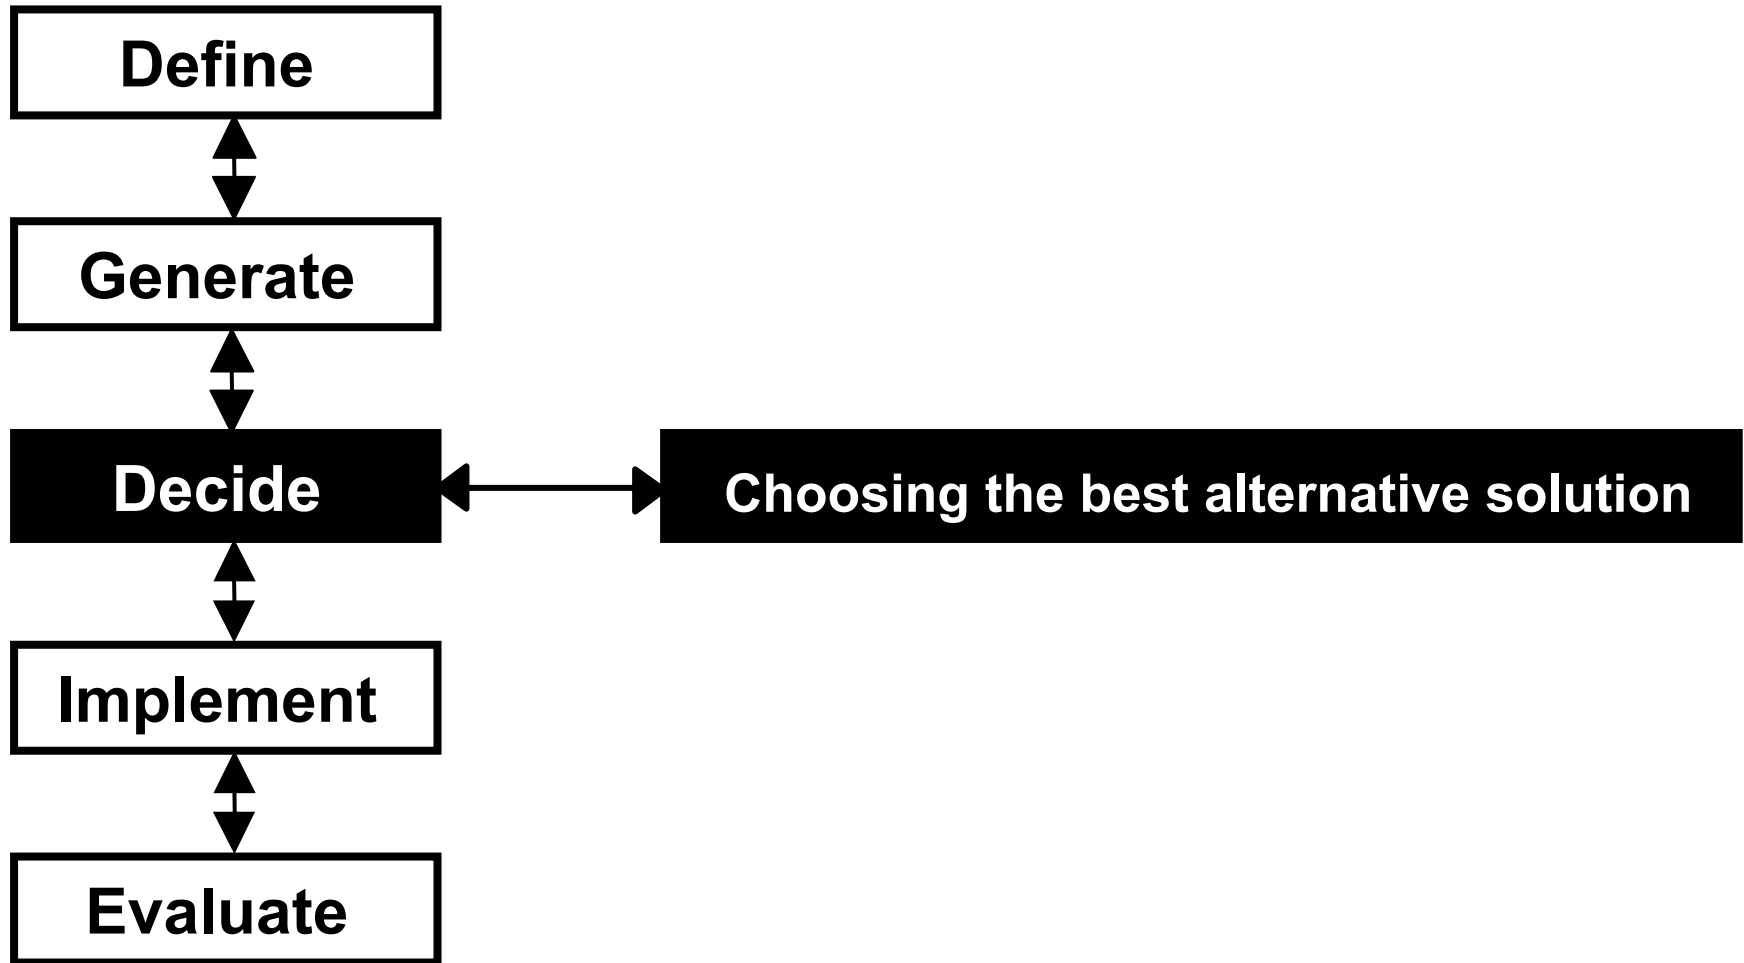 Define
Generate
Decide
Choosing the best alternative solution
Implement
Evaluate